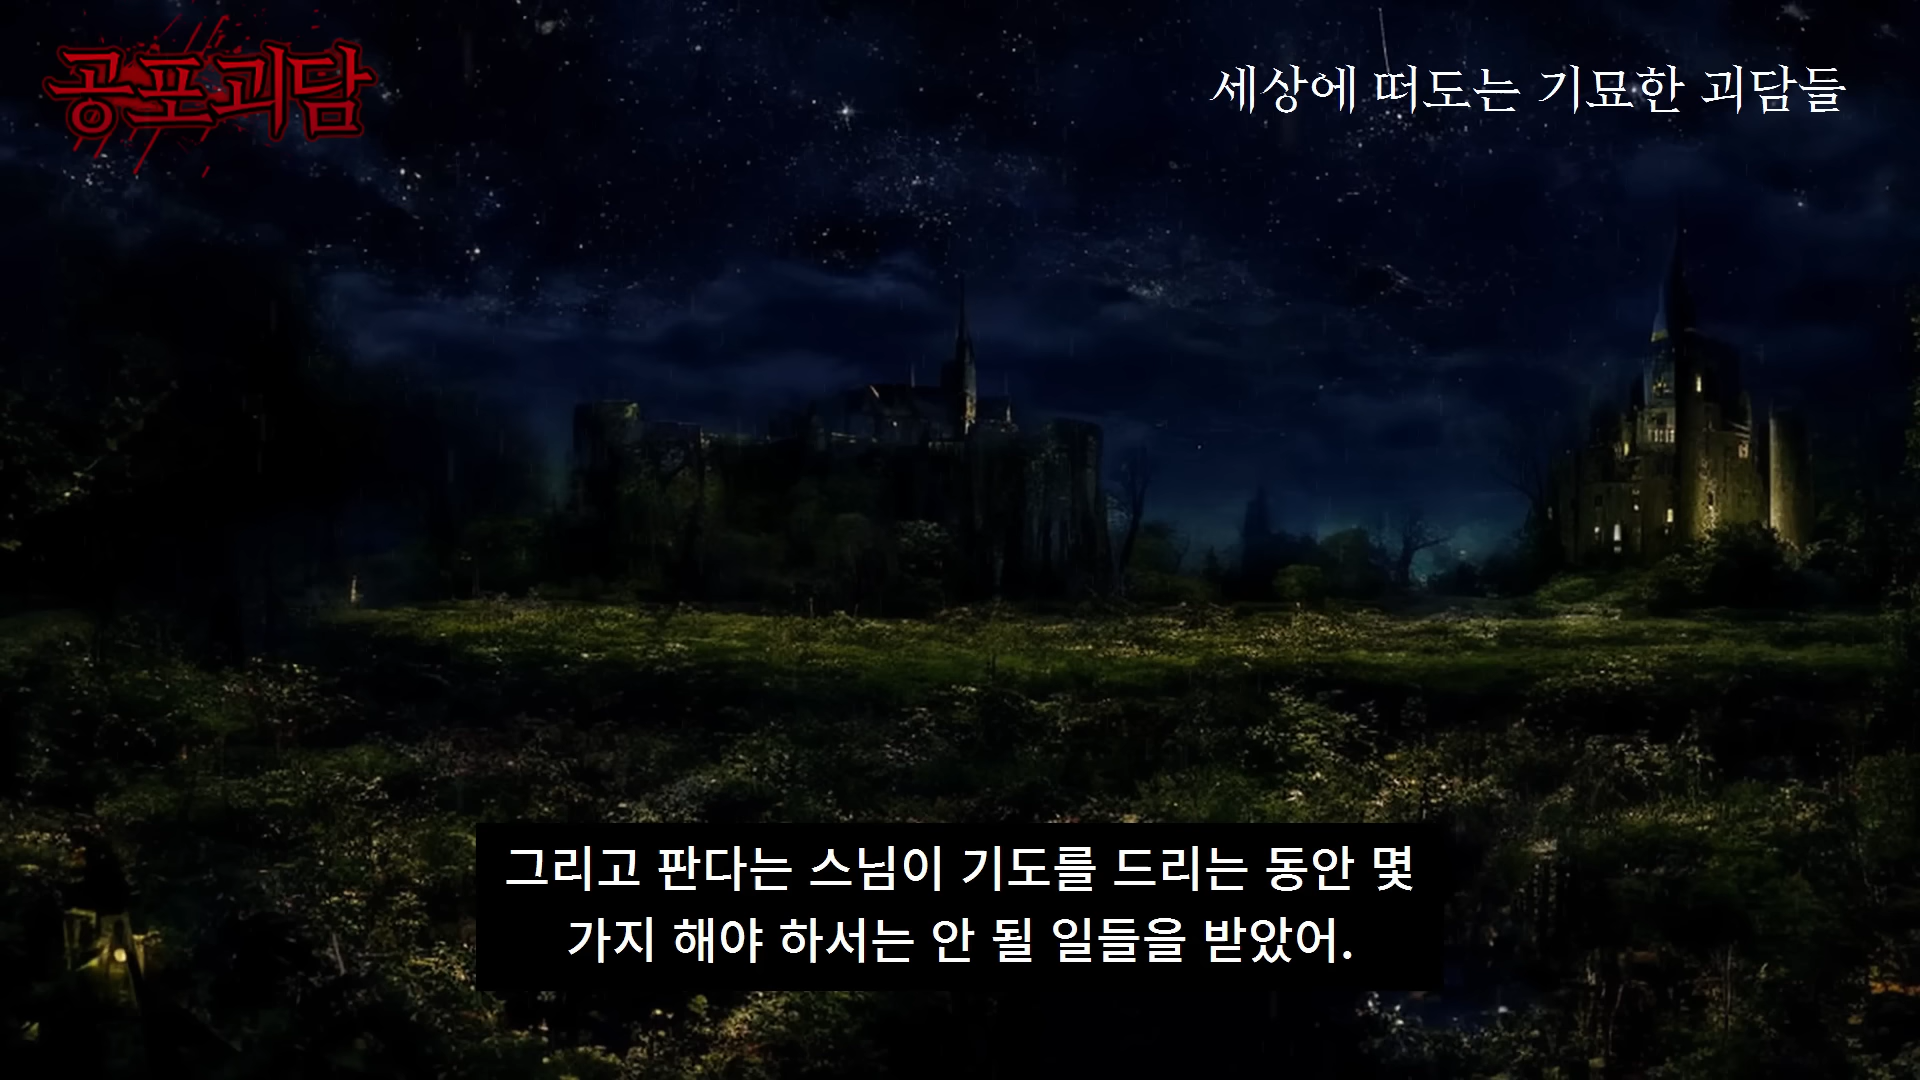 공포괴담
세상에 떠도는 기묘한 괴담들
그리고 판다는 스님이 기도를 드리는 동안 몇
가지 해야 하서는 안 될 일들을 받았어.